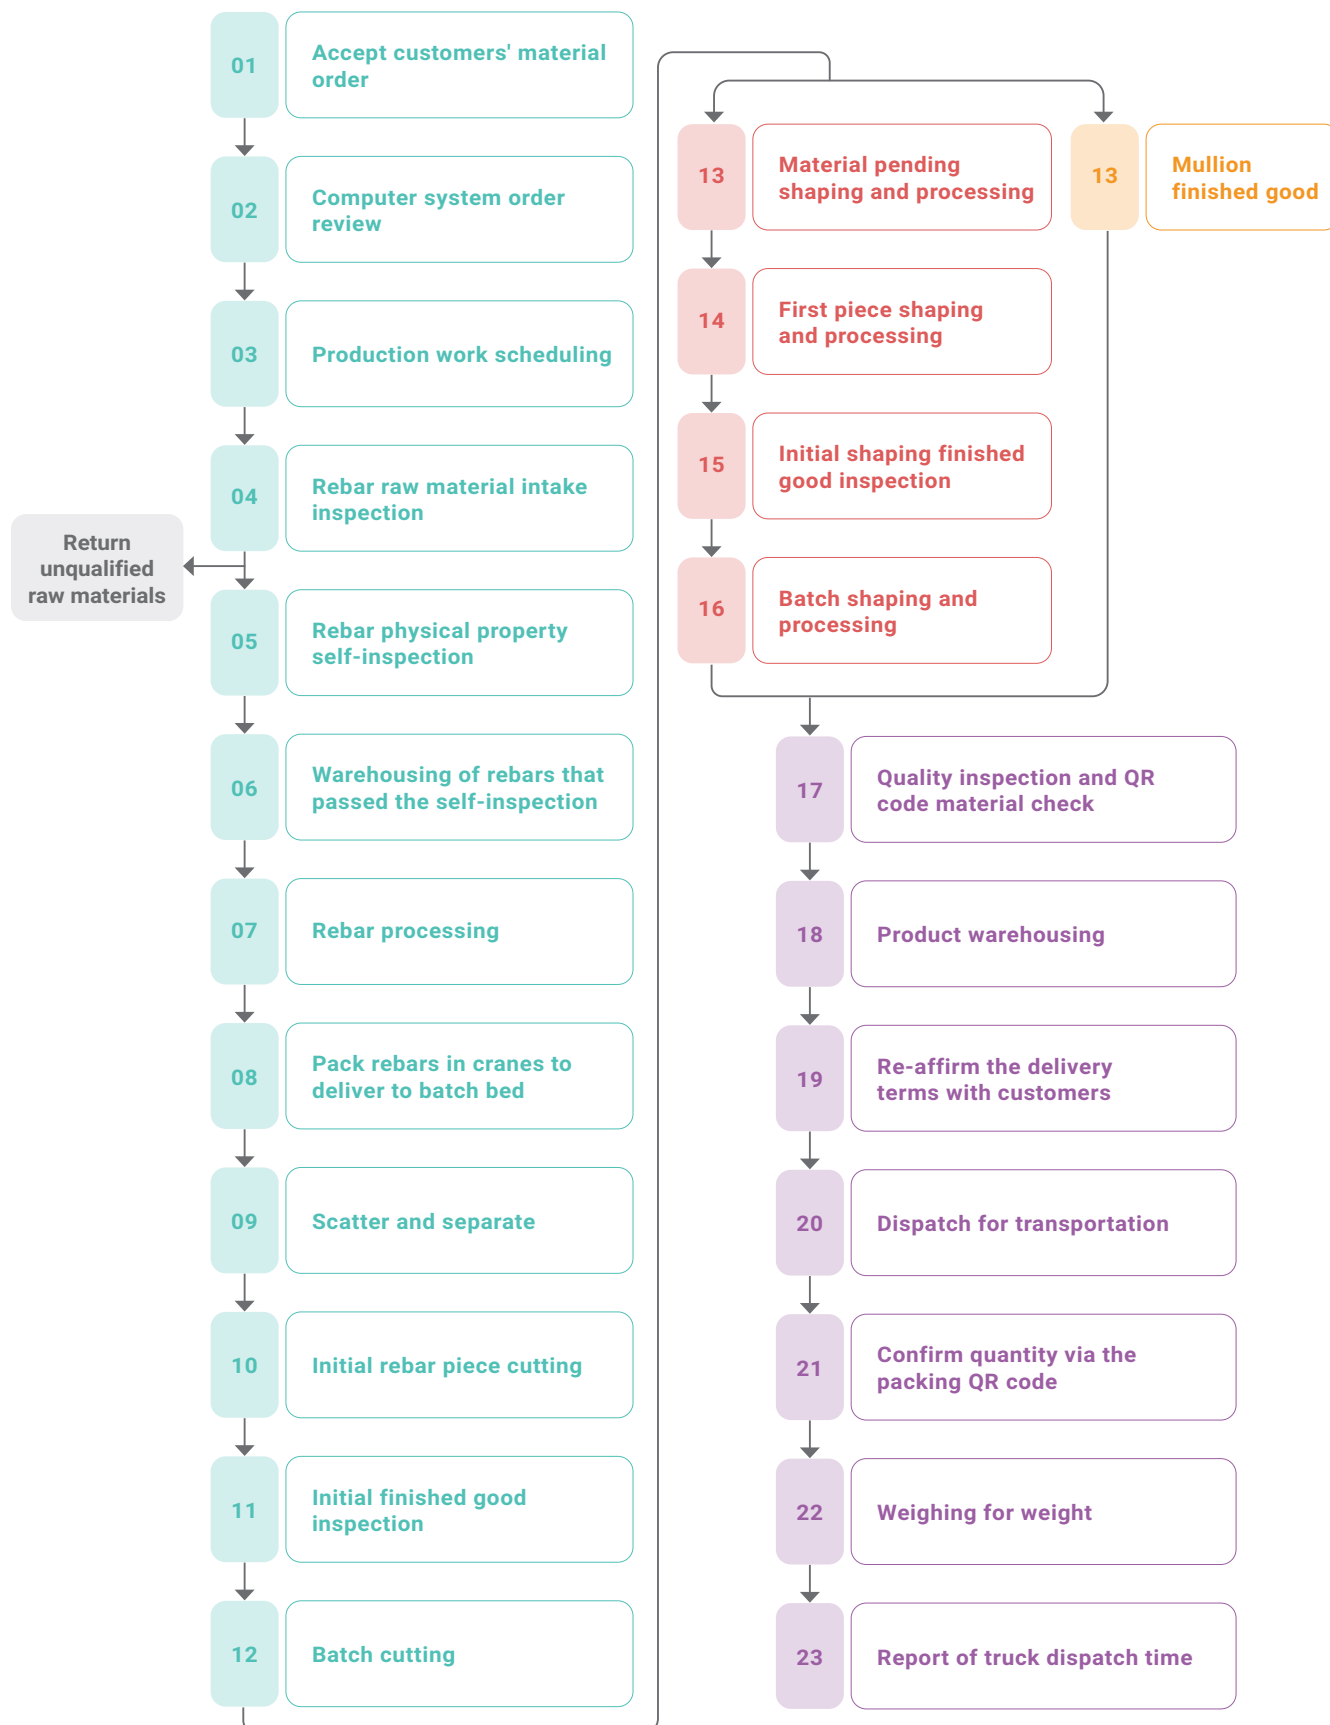 01
Accept customers' material
order
02
Computer system order
review
03
Production work scheduling
04
Rebar raw material intake
inspection
Return
unqualified
raw materials
05
Rebar physical property
self-inspection
06
Warehousing of rebars that
passed the self-inspection
07
Rebar processing
08
Pack rebars in cranes to
deliver to batch bed
09
Scatter and separate
10
Initial rebar piece cutting
11
Initial finished good
inspection
12
Batch cutting
13
Material pending
shaping and processing
13
Mullion
finished good
14
First piece shaping
and processing
15
Initial shaping finished
good inspection
16
Batch shaping and
processing
17
Quality inspection and QR
code material check
18
Product warehousing
19
Re-affirm the delivery
terms with customers
20
Dispatch for transportation
21
Confirm quantity via the
packing QR code
22
Weighing for weight
23
Report of truck dispatch time